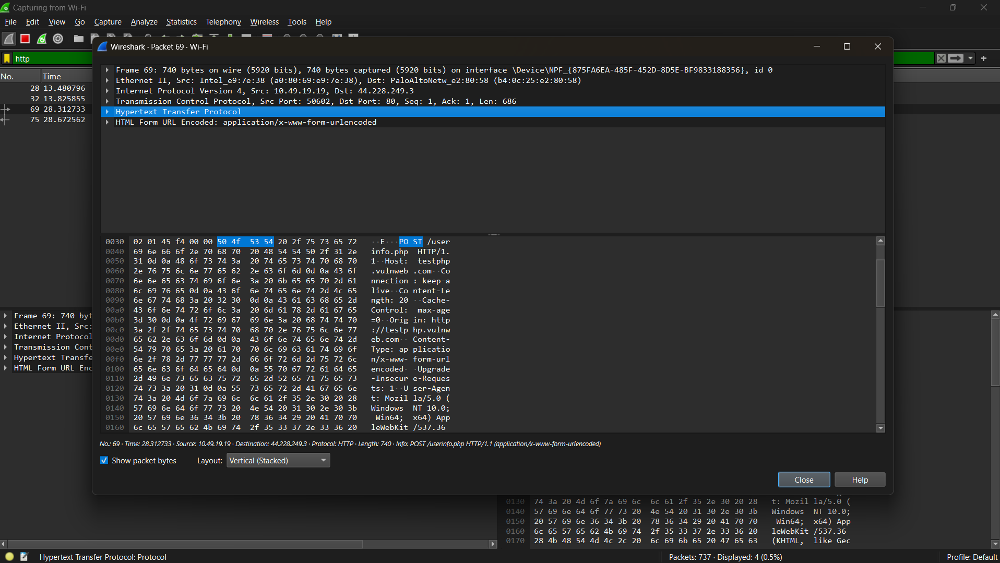 Capturing from Wi-Fi
File Edit View Go Capture Analyze Statistics Telephony Wireless Tools Help
http
No. Time
28 13.480796
32 13.825855
69 28.312733
75 28.672562
Wireshark · Packet 69 · Wi-Fi
Frame 69: 740 bytes on wire (5920 bits), 740 bytes captured (5920 bits) on interface \Device\NPF_{875FA6EA-485F-452D-8D5E-BF9833188356}, id 0
Ethernet II, Src: Intel_e9:7e:38 (a0:80:69:e9:7e:38), Dst: PaloAltoNetw_e2:80:58 (b4:0c:25:e2:80:58)
Internet Protocol Version 4, Src: 10.49.19.19, Dst: 44.228.249.3
Transmission Control Protocol, Src Port: 50602, Dst Port: 80, Seq: 1, Ack: 1, Len: 686
Hypertext Transfer Protocol
HTML Form URL Encoded: application/x-www-form-urlencoded
0030 02 01 45 f4 00 00 50 4f 53 54 20 2f 75 73 65 72 ··E···PO ST /user
0040 69 6e 66 6f 2e 70 68 70 20 48 54 54 50 2f 31 2e info.php HTTP/1.
0050 31 0d 0a 48 6f 73 74 3a 20 74 65 73 74 70 68 70 1··Host: testphp
0060 2e 76 75 6c 6e 77 65 62 2e 63 6f 6d 0d 0a 43 6f .vulnweb .com··Co
0070 6e 6e 65 63 74 69 6f 6e 3a 20 6b 65 65 70 2d 61 nnection : keep-a
0080 6c 69 76 65 0d 0a 43 6f 6e 74 65 6e 74 2d 4c 65 live··Co ntent-Le
0090 6e 67 74 68 3a 20 32 30 0d 0a 43 61 63 68 65 2d ngth: 20 ··Cache-
00a0 43 6f 6e 74 72 6f 6c 3a 20 6d 61 78 2d 61 67 65 Control: max-age
00b0 3d 30 0d 0a 4f 72 69 67 69 6e 3a 20 68 74 74 70 =0··Orig in: http
00c0 3a 2f 2f 74 65 73 74 70 68 70 2e 76 75 6c 6e 77 ://testp hp.vulnw
00d0 65 62 2e 63 6f 6d 0d 0a 43 6f 6e 74 65 6e 74 2d eb.com·· Content-
00e0 54 79 70 65 3a 20 61 70 70 6c 69 63 61 74 69 6f Type: ap plicatio
00f0 6e 2f 78 2d 77 77 77 2d 66 6f 72 6d 2d 75 72 6c n/x-www- form-url
0100 65 6e 63 6f 64 65 64 0d 0a 55 70 67 72 61 64 65 encoded· ·Upgrade
0110 2d 49 6e 73 65 63 75 72 65 2d 52 65 71 75 65 73 -Insecur e-Reques
0120 74 73 3a 20 31 0d 0a 55 73 65 72 2d 41 67 65 6e ts: 1··U ser-Agen
0130 74 3a 20 4d 6f 7a 69 6c 6c 61 2f 35 2e 30 20 28 t: Mozil la/5.0 (
0140 57 69 6e 64 6f 77 73 20 4e 54 20 31 30 2e 30 3b Windows NT 10.0;
0150 20 57 69 6e 36 34 3b 20 78 36 34 29 20 41 70 70 Win64; x64) App
0160 6c 65 57 65 62 4b 69 74 2f 35 33 37 2e 33 36 20 leWebKit /537.36
No.: 69 · Time: 28.312733 · Source: 10.49.19.19 · Destination: 44.228.249.3 · Protocol: HTTP · Length: 740 · Info: POST /userinfo.php HTTP/1.1 (application/x-www-form-urlencoded)
Show packet bytes Layout: Vertical (Stacked)
Close Help
Frame 69: 740 byt
Ethernet II, Src:
Internet Protocol
Transmission Cont
Hypertext Transfe
HTML Form URL Enc
0130 74 3a 20 4d 6f 7a 69 6c 6c 61 2f 35 2e 30 20 28 t: Mozil la/5.0 (
0140 57 69 6e 64 6f 77 73 20 4e 54 20 31 30 2e 30 3b Windows NT 10.0;
0150 20 57 69 6e 36 34 3b 20 78 36 34 29 20 41 70 70 Win64; x64) App
0160 6c 65 57 65 62 4b 69 74 2f 35 33 37 2e 33 36 20 leWebKit /537.36
0170 28 4b 48 54 4d 4c 2c 20 6c 69 6b 65 20 47 65 63 (KHTML, like Gec
Hypertext Transfer Protocol: Protocol
Packets: 737 · Displayed: 4 (0.5%)
Profile: Default